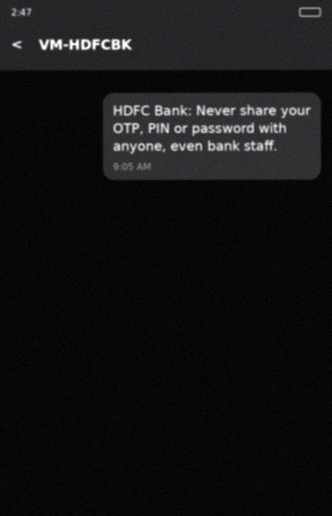 2:47
< VM-HDFCBK
HDFC Bank: Never share your
OTP, PIN or password with
anyone, even bank staff.
9:05 AM